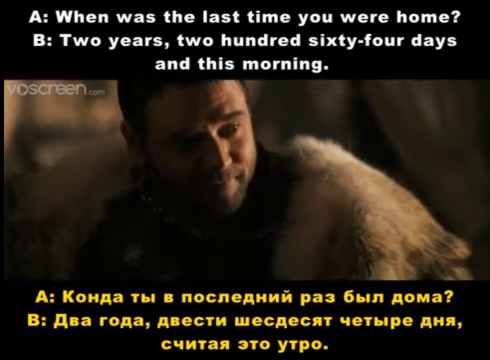 A: When was the last time you were home?
B: Two years, two hundred sixty-four days
and this morning.
voscreen.com
A: Конда ты в последний раз был дома?
B: Два года, двести шесдесят четыре дня,
считая это утро.